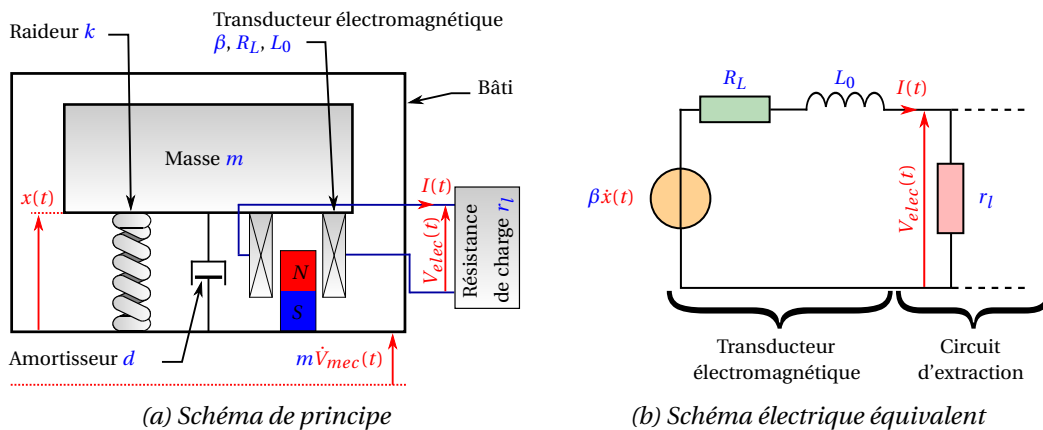 Raideur k
Transducteur électromagnétique
β, R_L, L_0
Bâti
Masse m
x(t)
I(t)
V_elec(t)
Résistance
de charge r_l
N
S
Amortisseur d
mV̇_mec(t)
(a) Schéma de principe
R_L
L_0
I(t)
βẋ(t)
V_elec(t)
r_l
Transducteur
électromagnétique
Circuit
d'extraction
(b) Schéma électrique équivalent